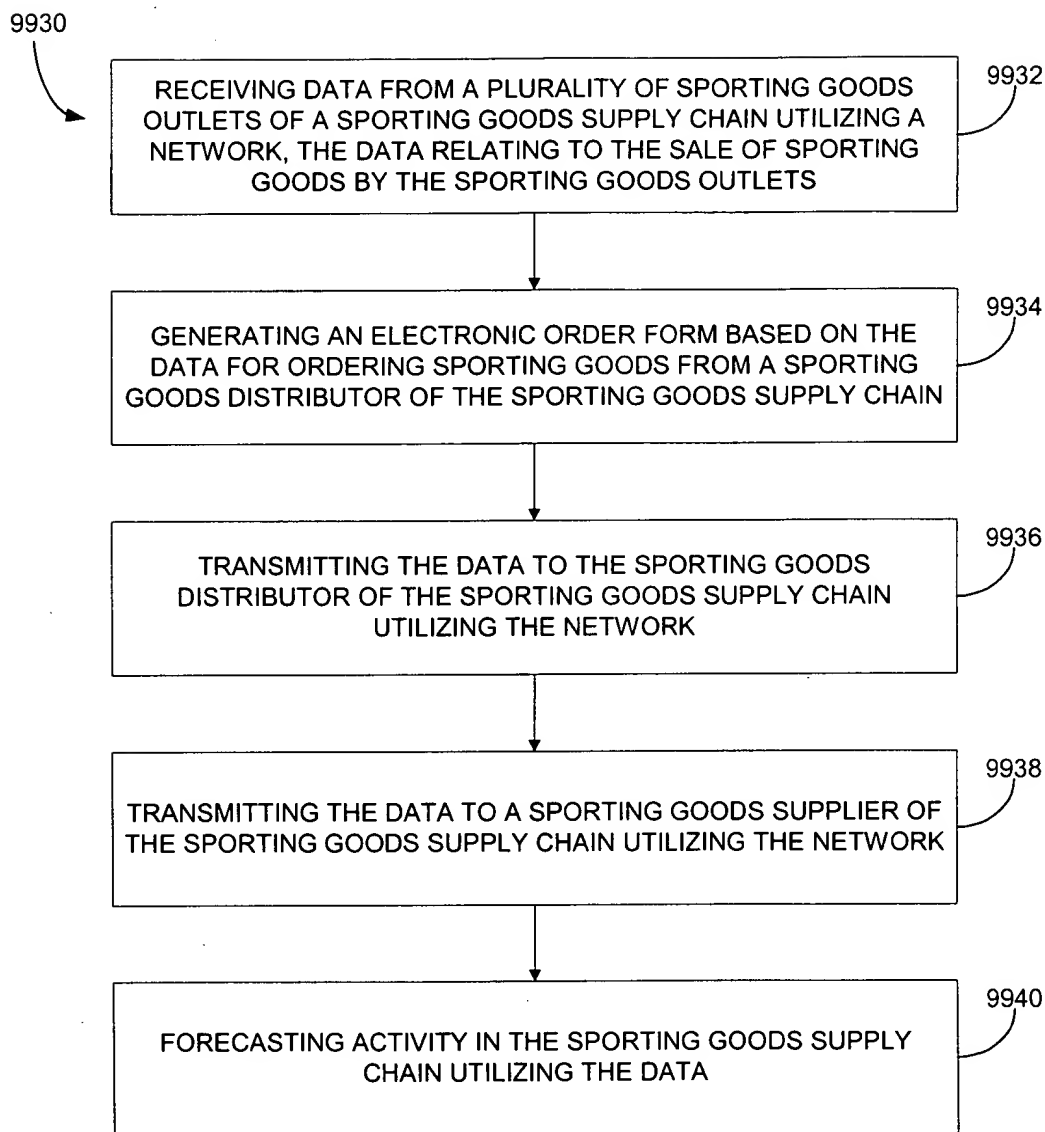 9930
9932
RECEIVING DATA FROM A PLURALITY OF SPORTING GOODS
OUTLETS OF A SPORTING GOODS SUPPLY CHAIN UTILIZING A
NETWORK, THE DATA RELATING TO THE SALE OF SPORTING
GOODS BY THE SPORTING GOODS OUTLETS
9934
GENERATING AN ELECTRONIC ORDER FORM BASED ON THE
DATA FOR ORDERING SPORTING GOODS FROM A SPORTING
GOODS DISTRIBUTOR OF THE SPORTING GOODS SUPPLY CHAIN
9936
TRANSMITTING THE DATA TO THE SPORTING GOODS
DISTRIBUTOR OF THE SPORTING GOODS SUPPLY CHAIN
UTILIZING THE NETWORK
9938
TRANSMITTING THE DATA TO A SPORTING GOODS SUPPLIER OF
THE SPORTING GOODS SUPPLY CHAIN UTILIZING THE NETWORK
9940
FORECASTING ACTIVITY IN THE SPORTING GOODS SUPPLY
CHAIN UTILIZING THE DATA